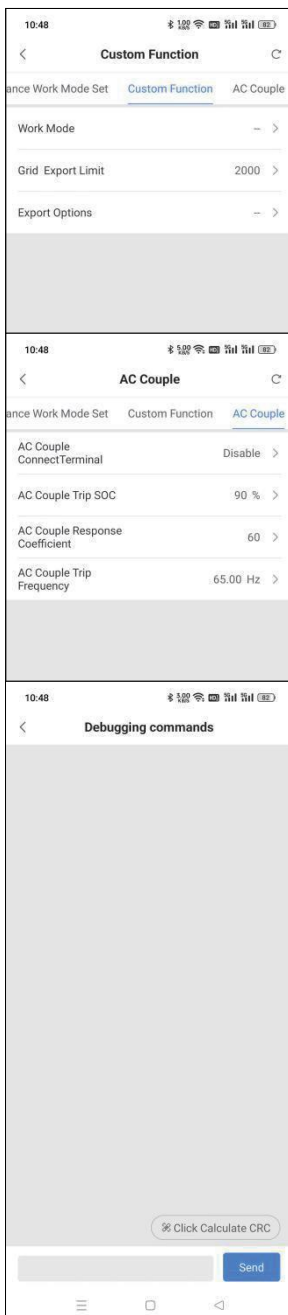 10:48
Custom Function
ance Work Mode Set Custom Function AC Couple
Work Mode –
Grid Export Limit 2000
Export Options –
10:48
AC Couple
ance Work Mode Set Custom Function AC Couple
AC Couple
ConnectTerminal Disable
AC Couple Trip SOC 90 %
AC Couple Response
Coefficient 60
AC Couple Trip
Frequency 65.00 Hz
10:48
Debugging commands
Click Calculate CRC
Send